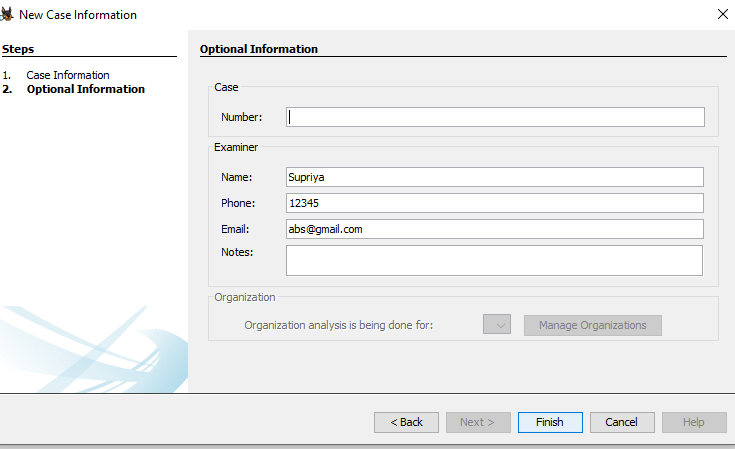 New Case Information
Steps
1. Case Information
2. Optional Information
Optional Information
Case
Number:
Examiner
Name: Supriya
Phone: 12345
Email: abs@gmail.com
Notes:
Organization
Organization analysis is being done for: Manage Organizations
< Back Next > Finish Cancel Help